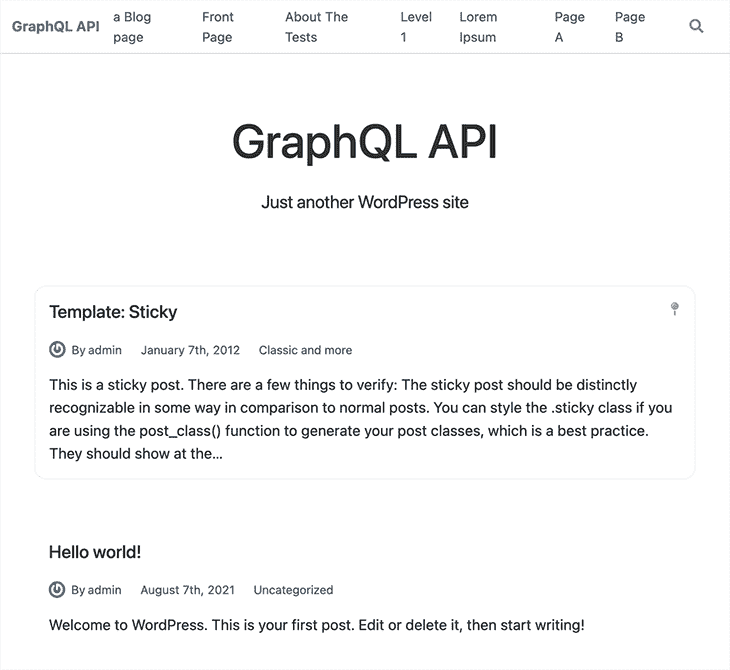 GraphQL API
a Blog
page
Front
Page
About The
Tests
Level
1
Lorem
Ipsum
Page
A
Page
B
GraphQL API
Just another WordPress site
Template: Sticky
By admin January 7th, 2012 Classic and more
This is a sticky post. There are a few things to verify: The sticky post should be distinctly
recognizable in some way in comparison to normal posts. You can style the .sticky class if you
are using the post_class() function to generate your post classes, which is a best practice.
They should show at the...
Hello world!
By admin August 7th, 2021 Uncategorized
Welcome to WordPress. This is your first post. Edit or delete it, then start writing!